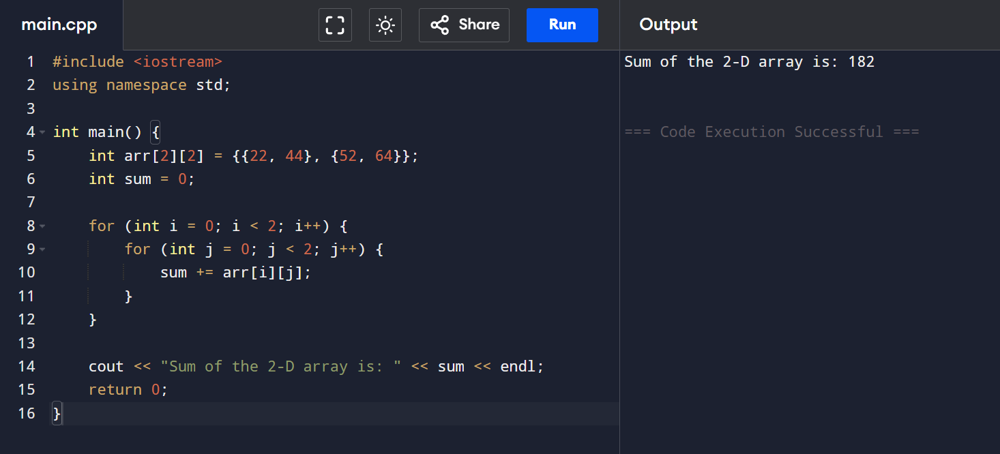 main.cpp
Share
Run
Output
1 #include <iostream>
2 using namespace std;
3
4 int main() {
5     int arr[2][2] = {{22, 44}, {52, 64}};
6     int sum = 0;
7
8     for (int i = 0; i < 2; i++) {
9         for (int j = 0; j < 2; j++) {
10             sum += arr[i][j];
11         }
12     }
13
14     cout << "Sum of the 2-D array is: " << sum << endl;
15     return 0;
16 }
Sum of the 2-D array is: 182
=== Code Execution Successful ===